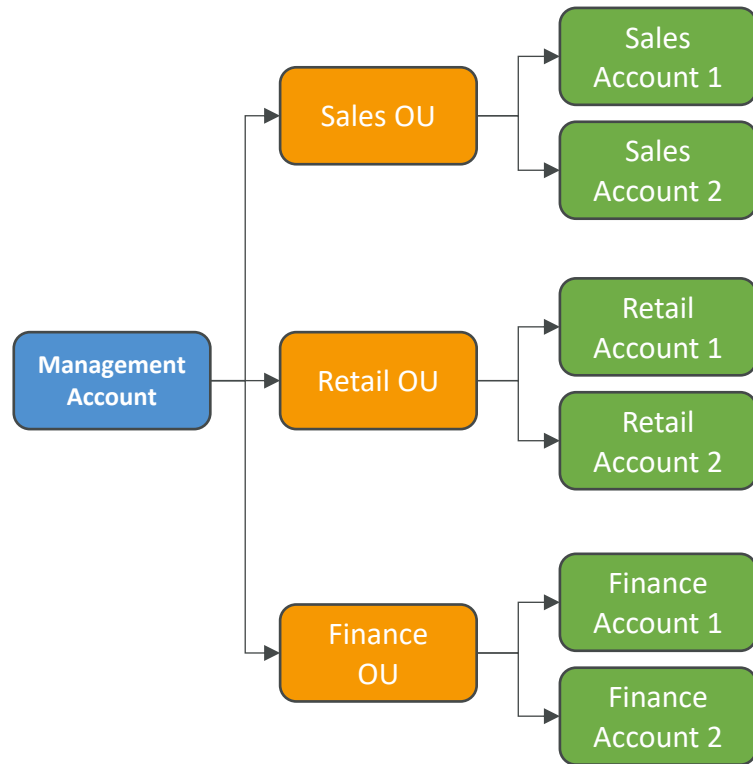 Sales
Account 1
Sales OU
Sales
Account 2
Management
Account
Retail
Account 1
Retail OU
Retail
Account 2
Finance
Account 1
Finance
OU
Finance
Account 2